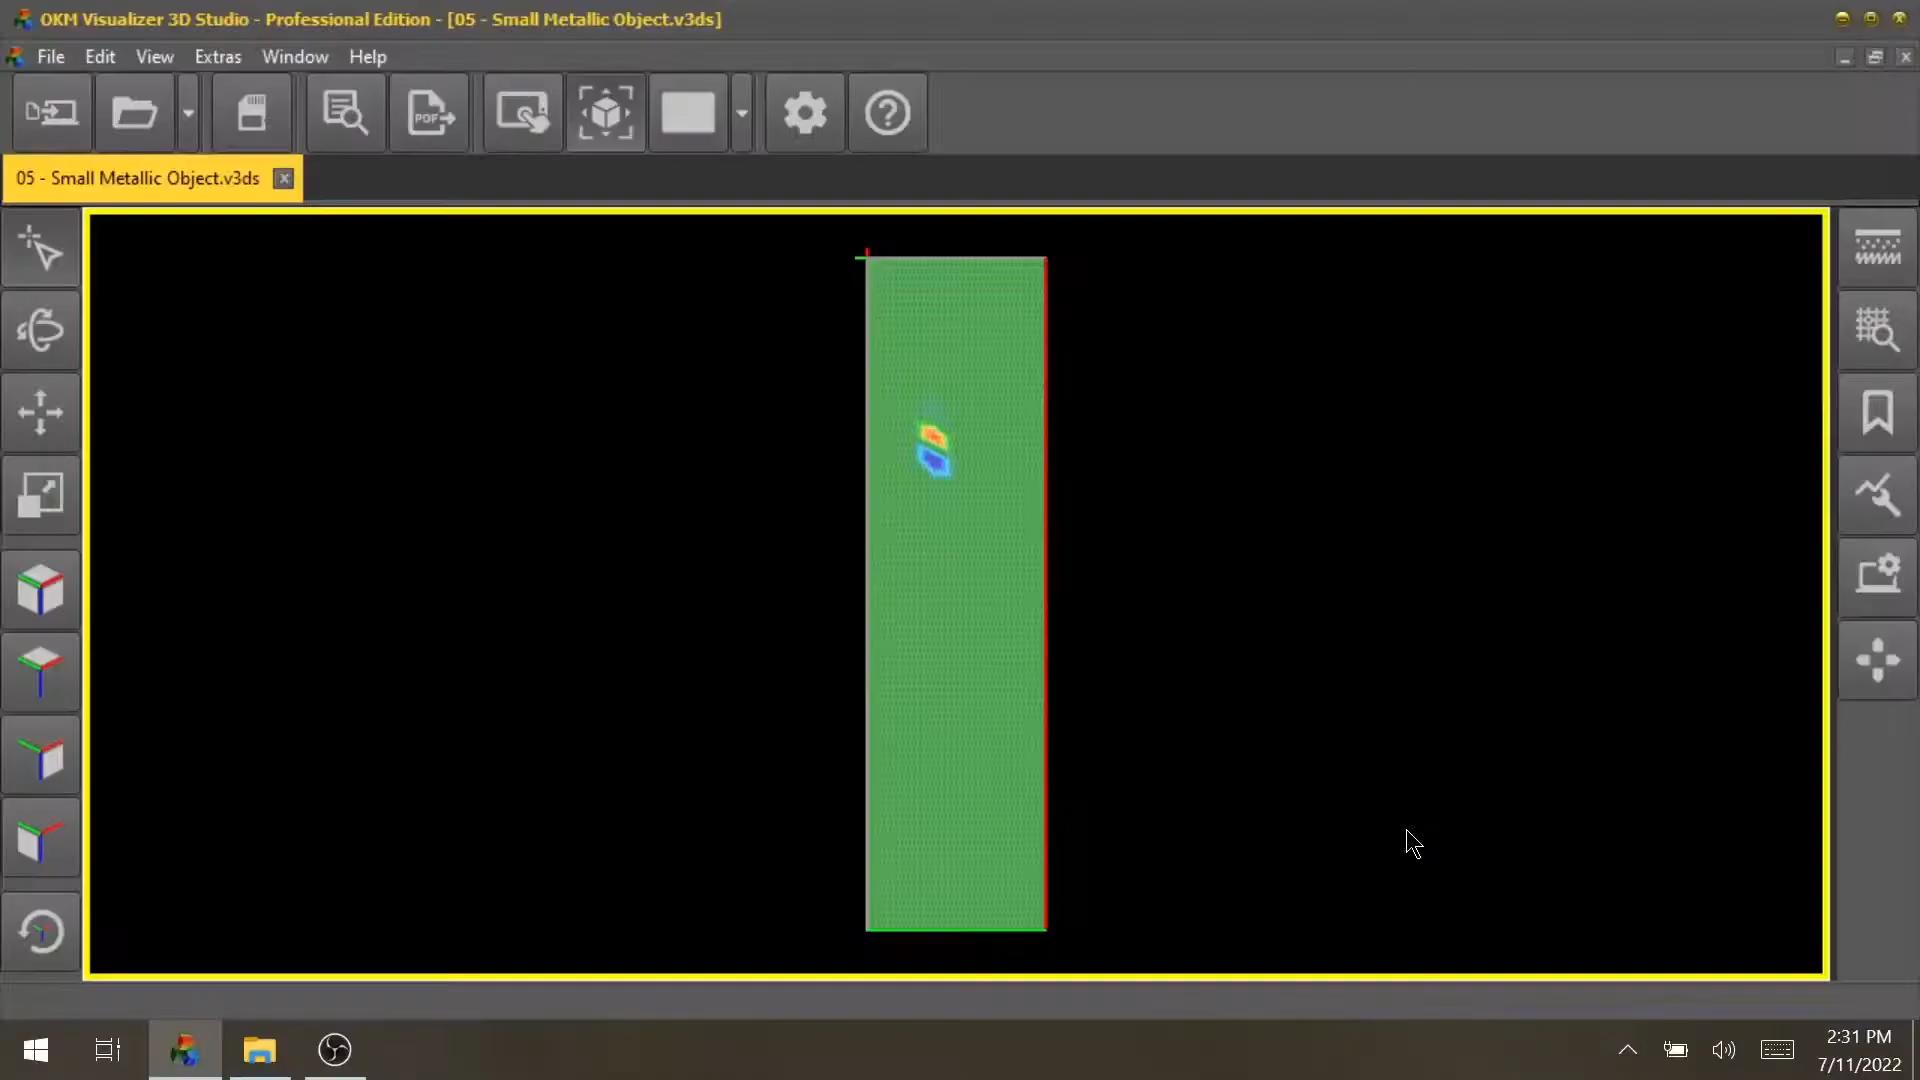 OKM Visualizer 3D Studio - Professional Edition - [05 - Small Metallic Object.v3ds]
File Edit View Extras Window Help
PDF
05 - Small Metallic Object.v3ds
2:31 PM
7/11/2022